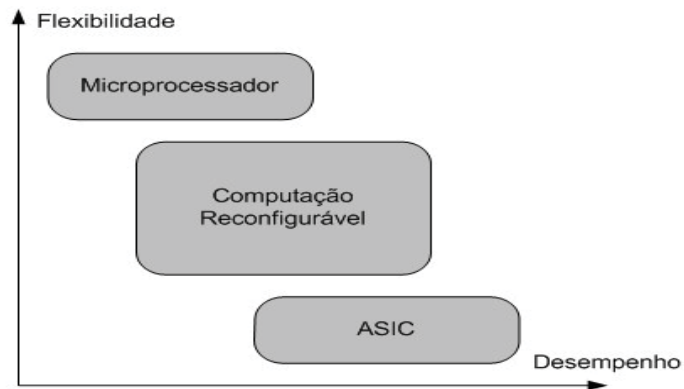 Flexibilidade
Microprocessador
Computação
Reconfigurável
ASIC
Desempenho